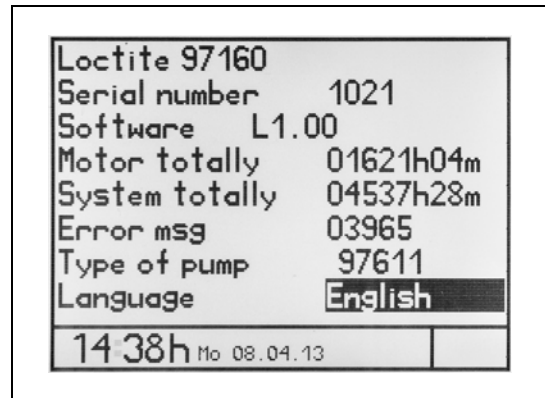 Loctite 97160
Serial number 1021
Software L1.00
Motor totally 01621h04m
System totally 04537h28m
Error msg 03965
Type of pump 97611
Language English
14:38h Mo 08.04.13